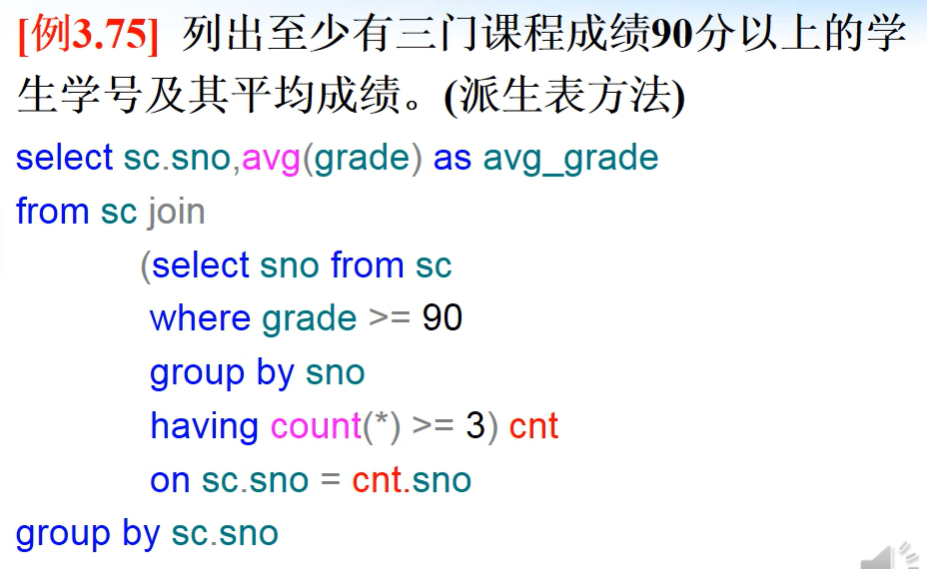 [例3.75] 列出至少有三门课程成绩90分以上的学
生学号及其平均成绩。(派生表方法)
select sc.sno,avg(grade) as avg_grade
from sc join
(select sno from sc
where grade >= 90
group by sno
having count(*) >= 3) cnt
on sc.sno = cnt.sno
group by sc.sno